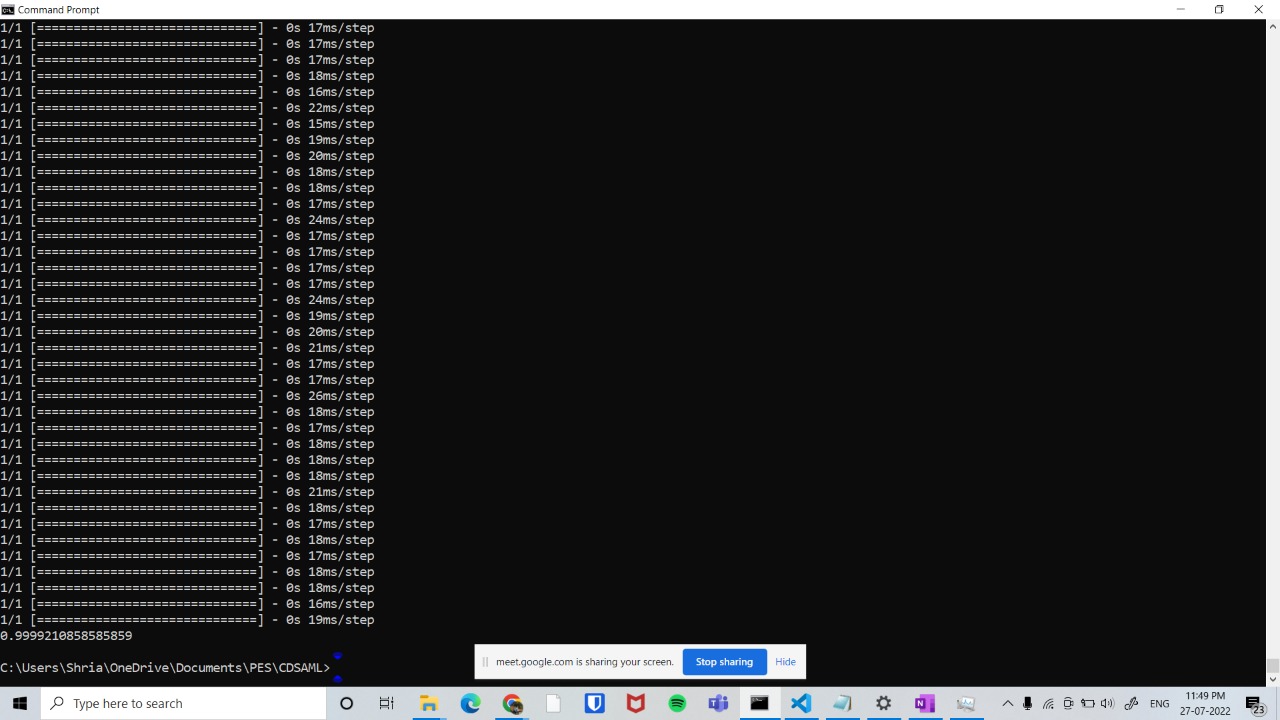 Command Prompt
1/1 [==============================] - 0s 17ms/step
1/1 [==============================] - 0s 17ms/step
1/1 [==============================] - 0s 17ms/step
1/1 [==============================] - 0s 18ms/step
1/1 [==============================] - 0s 16ms/step
1/1 [==============================] - 0s 22ms/step
1/1 [==============================] - 0s 15ms/step
1/1 [==============================] - 0s 19ms/step
1/1 [==============================] - 0s 20ms/step
1/1 [==============================] - 0s 18ms/step
1/1 [==============================] - 0s 18ms/step
1/1 [==============================] - 0s 17ms/step
1/1 [==============================] - 0s 24ms/step
1/1 [==============================] - 0s 17ms/step
1/1 [==============================] - 0s 17ms/step
1/1 [==============================] - 0s 17ms/step
1/1 [==============================] - 0s 17ms/step
1/1 [==============================] - 0s 24ms/step
1/1 [==============================] - 0s 19ms/step
1/1 [==============================] - 0s 20ms/step
1/1 [==============================] - 0s 21ms/step
1/1 [==============================] - 0s 17ms/step
1/1 [==============================] - 0s 17ms/step
1/1 [==============================] - 0s 26ms/step
1/1 [==============================] - 0s 18ms/step
1/1 [==============================] - 0s 17ms/step
1/1 [==============================] - 0s 18ms/step
1/1 [==============================] - 0s 18ms/step
1/1 [==============================] - 0s 18ms/step
1/1 [==============================] - 0s 21ms/step
1/1 [==============================] - 0s 18ms/step
1/1 [==============================] - 0s 17ms/step
1/1 [==============================] - 0s 18ms/step
1/1 [==============================] - 0s 17ms/step
1/1 [==============================] - 0s 18ms/step
1/1 [==============================] - 0s 18ms/step
1/1 [==============================] - 0s 16ms/step
1/1 [==============================] - 0s 19ms/step
0.9999210858585859
C:\Users\Shria\OneDrive\Documents\PES\CDSAML>
meet.google.com is sharing your screen. Stop sharing Hide
Type here to search
ENG
11:49 PM
27-07-2022
23